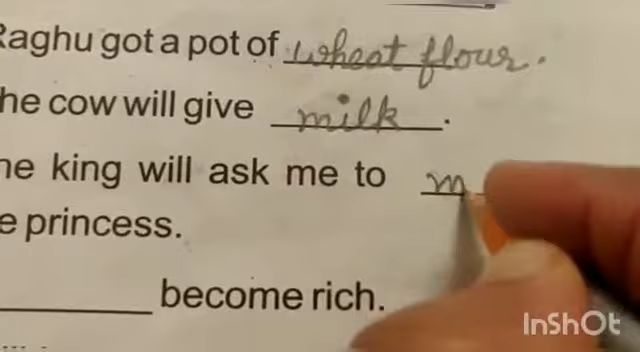 Raghu got a pot of wheat flour.
he cow will give milk.
he king will ask me to m
e princess.
______ become rich.
InShOt